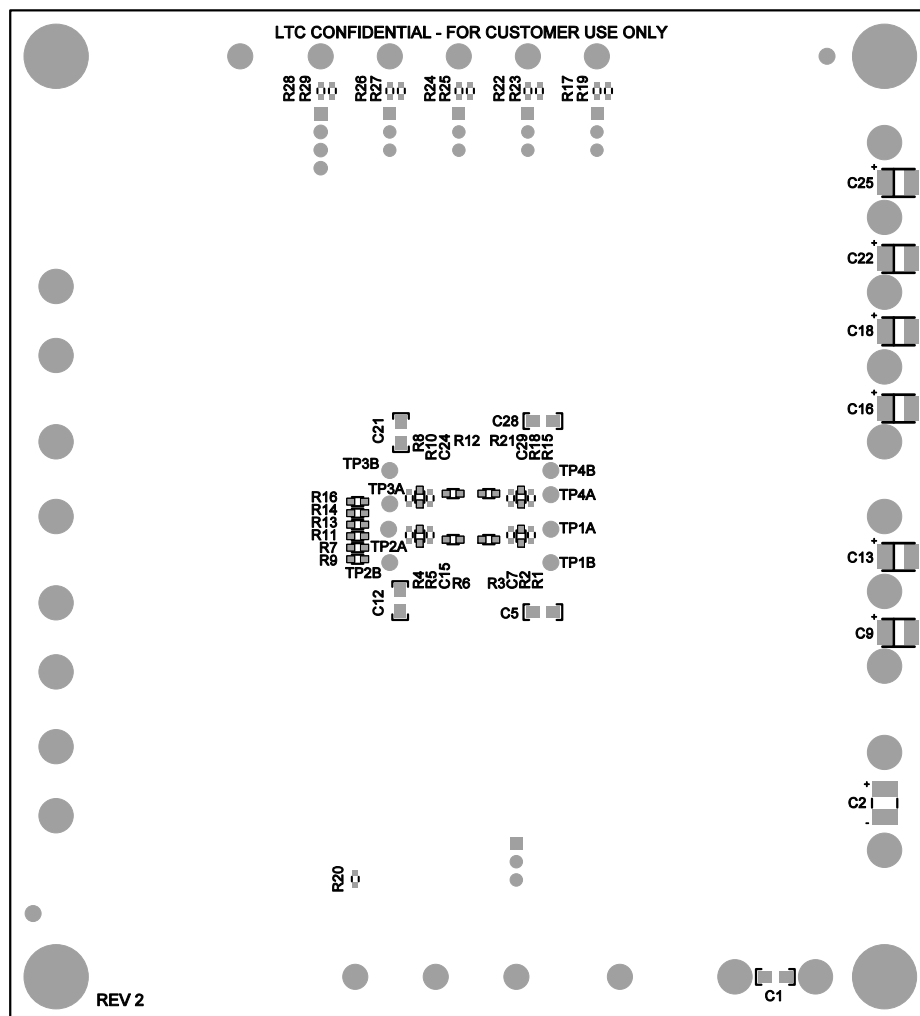 LTC CONFIDENTIAL - FOR CUSTOMER USE ONLY
R28
R29
R26
R27
R24
R25
R22
R23
R17
R19
+
C25
+
C22
+
C18
+
C16
C21
C28
R8
R10
C24
R12
R21
C29
R18
R15
TP3B
TP4B
TP3A
TP4A
R16
R14
R13
R11
R7
R9
TP1A
TP2A
TP1B
TP2B
C12
R4
R5
C15
R6
R3
C7
R2
R1
C5
+
C13
+
C9
+
C2
-
R20
C1
REV 2